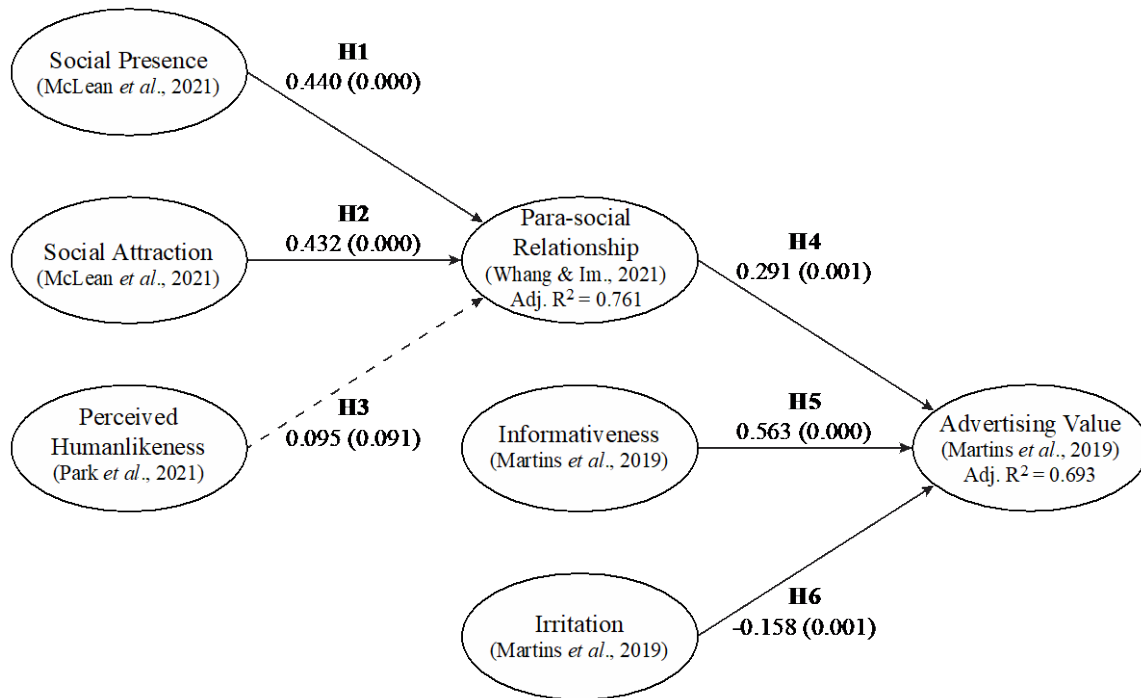 Social Presence
(McLean et al., 2021)
H1
0.440 (0.000)
Social Attraction
(McLean et al., 2021)
H2
0.432 (0.000)
Para-social
Relationship
(Whang & Im., 2021)
Adj. R² = 0.761
H4
0.291 (0.001)
Perceived
Humanlikeness
(Park et al., 2021)
H3
0.095 (0.091)
Informativeness
(Martins et al., 2019)
H5
0.563 (0.000)
Advertising Value
(Martins et al., 2019)
Adj. R² = 0.693
Irritation
(Martins et al., 2019)
H6
-0.158 (0.001)